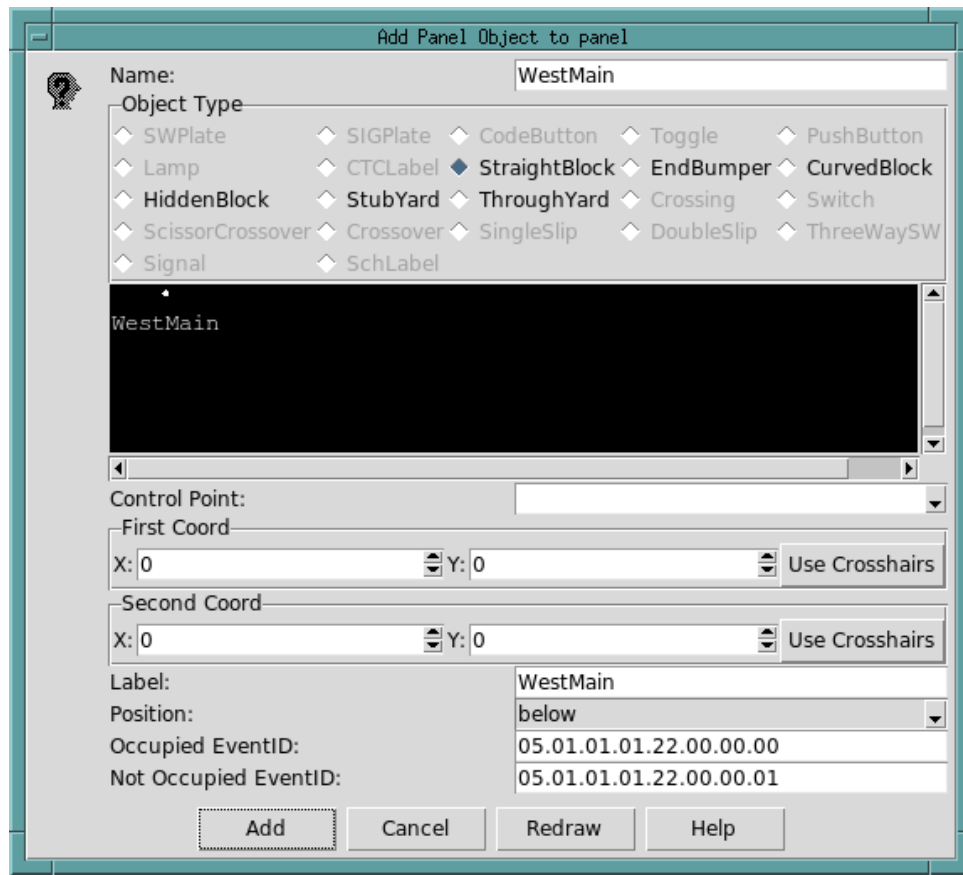 Add Panel Object to panel
Name: WestMain
Object Type
SWPlate SIGPlate CodeButton Toggle PushButton
Lamp CTCLabel StraightBlock EndBumper CurvedBlock
HiddenBlock StubYard ThroughYard Crossing Switch
ScissorCrossover Crossover SingleSlip DoubleSlip ThreeWaySW
Signal SchLabel
WestMain
Control Point:
First Coord
X: 0 Y: 0 Use Crosshairs
Second Coord
X: 0 Y: 0 Use Crosshairs
Label: WestMain
Position: below
Occupied EventID: 05.01.01.01.22.00.00.00
Not Occupied EventID: 05.01.01.01.22.00.00.01
Add Cancel Redraw Help